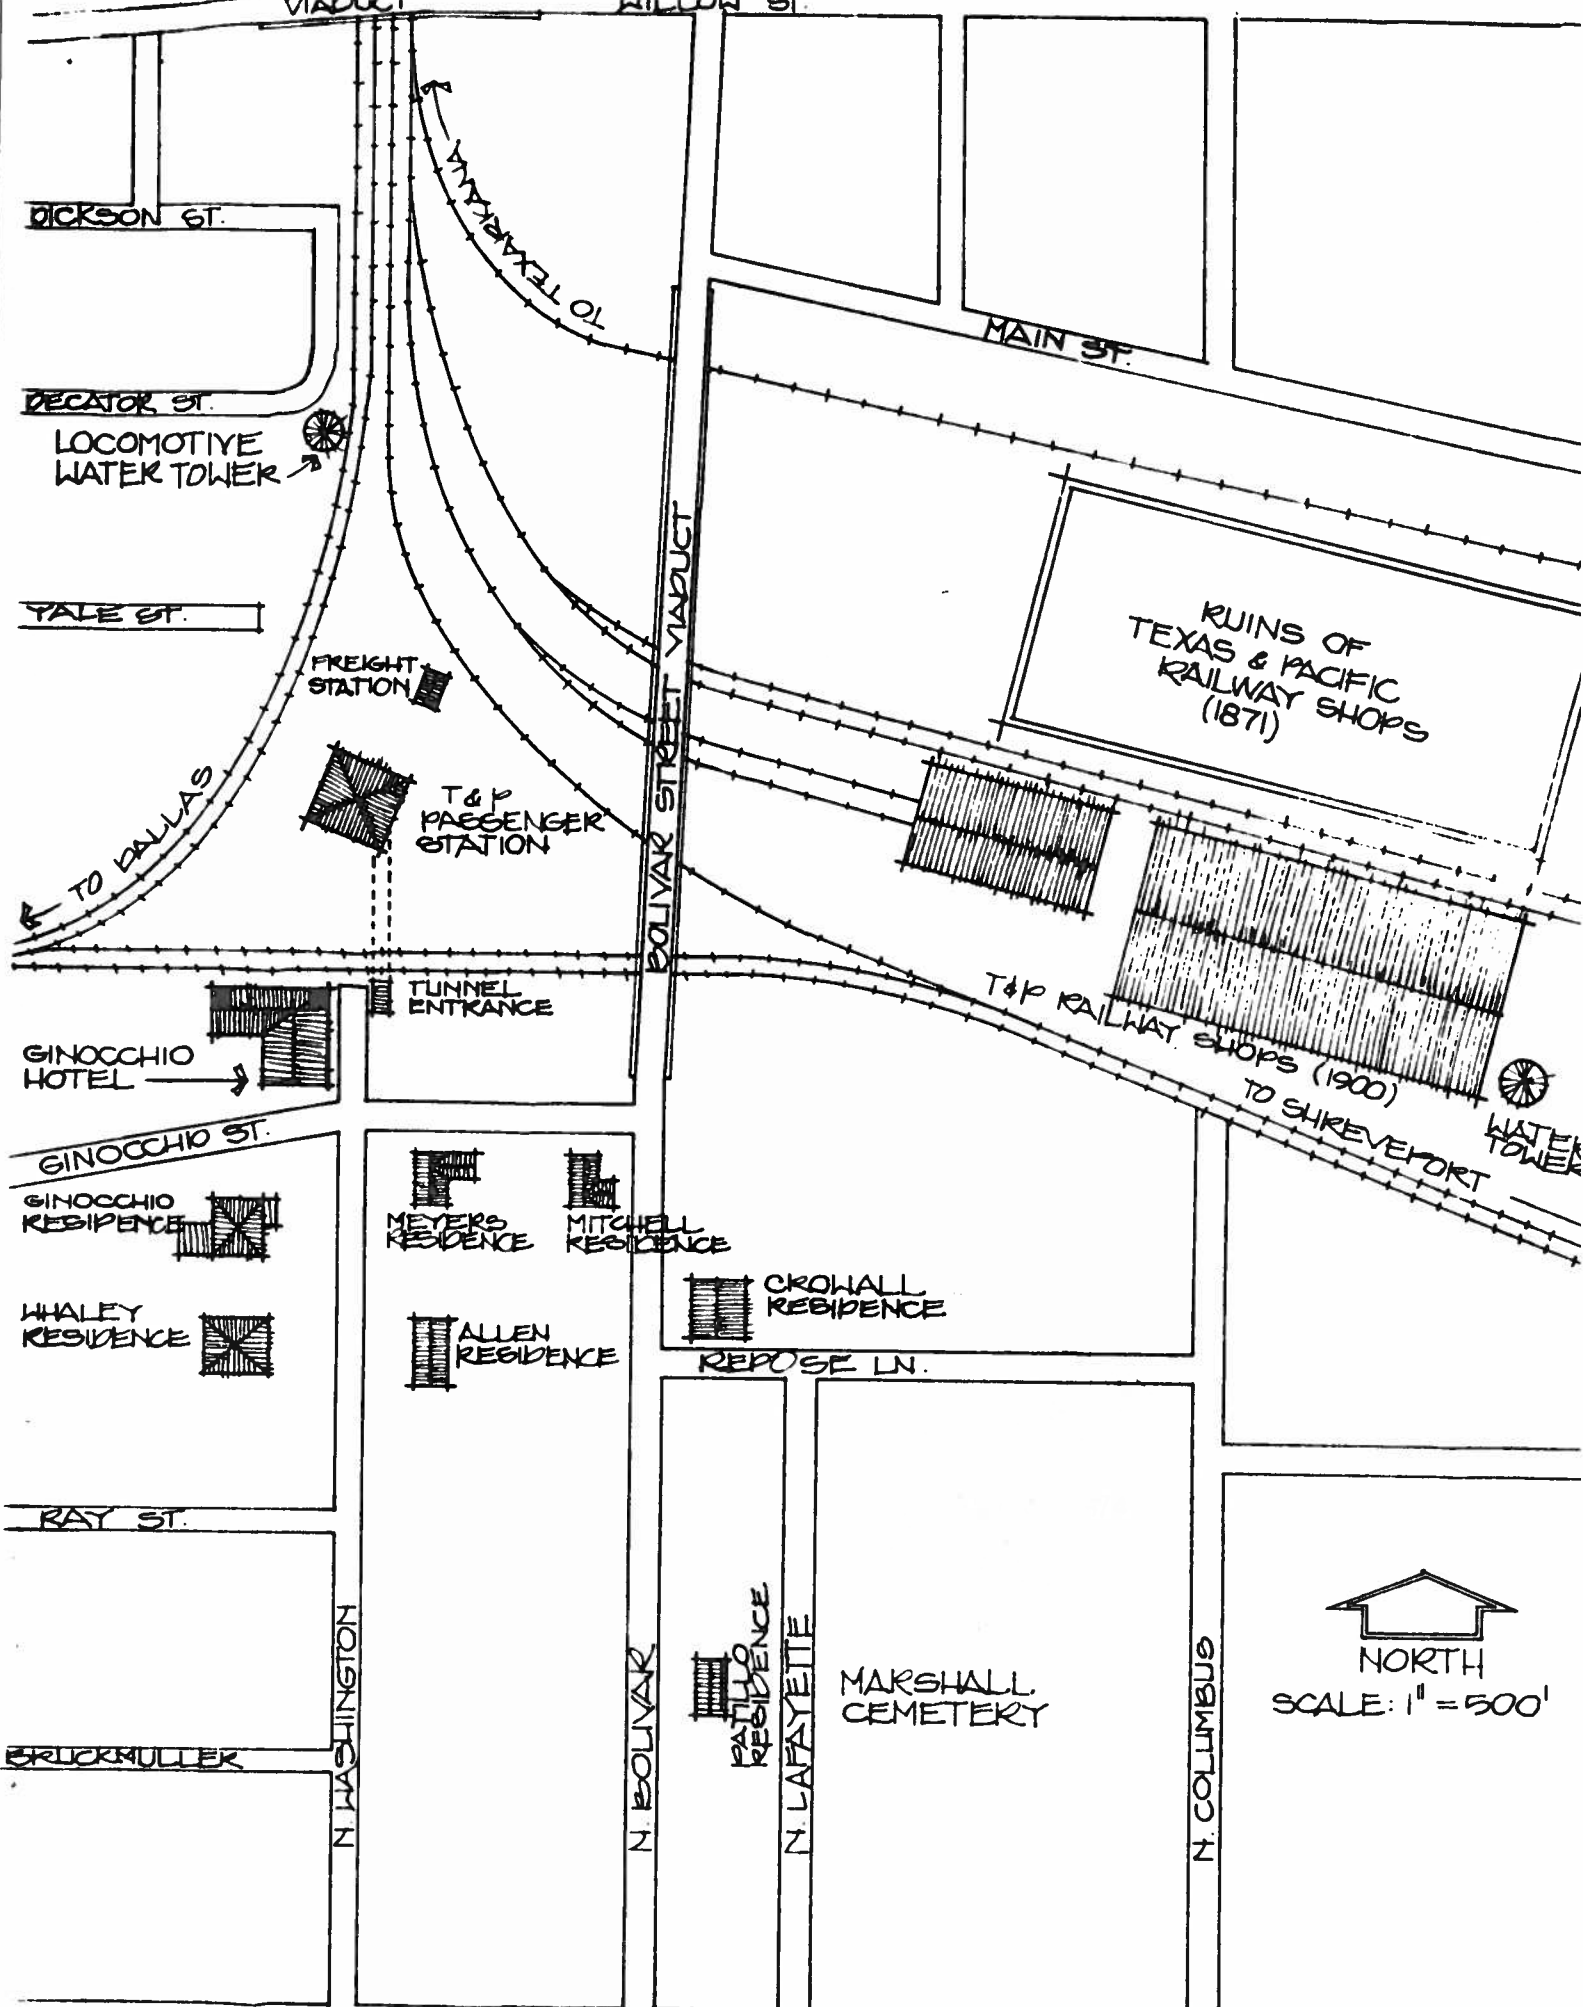 VIADUCT
WILLOW ST.
TO TEXARKANA
DICKSON ST.
MAIN ST.
DECATOR ST.
LOCOMOTIVE
WATER TOWER
BOLIVAR STREET VIADUCT
YALE ST.
RUINS OF
TEXAS & PACIFIC
RAILWAY SHOPS
(1871)
FREIGHT
STATION
T & P
PASSENGER
STATION
TO DALLAS
TUNNEL
ENTRANCE
T&P RAILWAY SHOPS (1900)
GINOCCHIO
HOTEL
TO SHREVEPORT
WATER
TOWER
GINOCCHIO ST.
GINOCCHIO
RESIDENCE
MEYERS
RESIDENCE
MITCHELL
RESIDENCE
CROWALL
RESIDENCE
WHALEY
RESIDENCE
ALLEN
RESIDENCE
REPOSE LN.
RAY ST.
N. WASHINGTON
N. BOLIVAR
PATILLO
RESIDENCE
N. LAFAYETTE
MARSHALL
CEMETERY
N. COLUMBUS
NORTH
SCALE: 1" = 500'
BRUCKMULLER